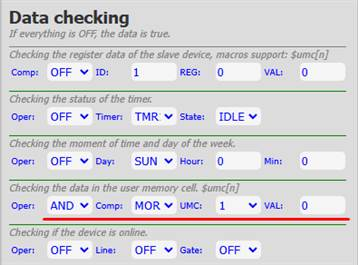 Data checking
If everything is OFF, the data is true.
Checking the register data of the slave device, macros support: $umc[n]
Comp: OFF ID: 1 REG: 0 VAL: 0
Checking the status of the timer.
Oper: OFF Timer: TMR State: IDLE
Checking the moment of time and day of the week.
Oper: OFF Day: SUN Hour: 0 Min: 0
Checking the data in the user memory cell. $umc[n]
Oper: AND Comp: MOR UMC: 1 VAL: 0
Checking if the device is online.
Oper: OFF Line: OFF Gate: OFF